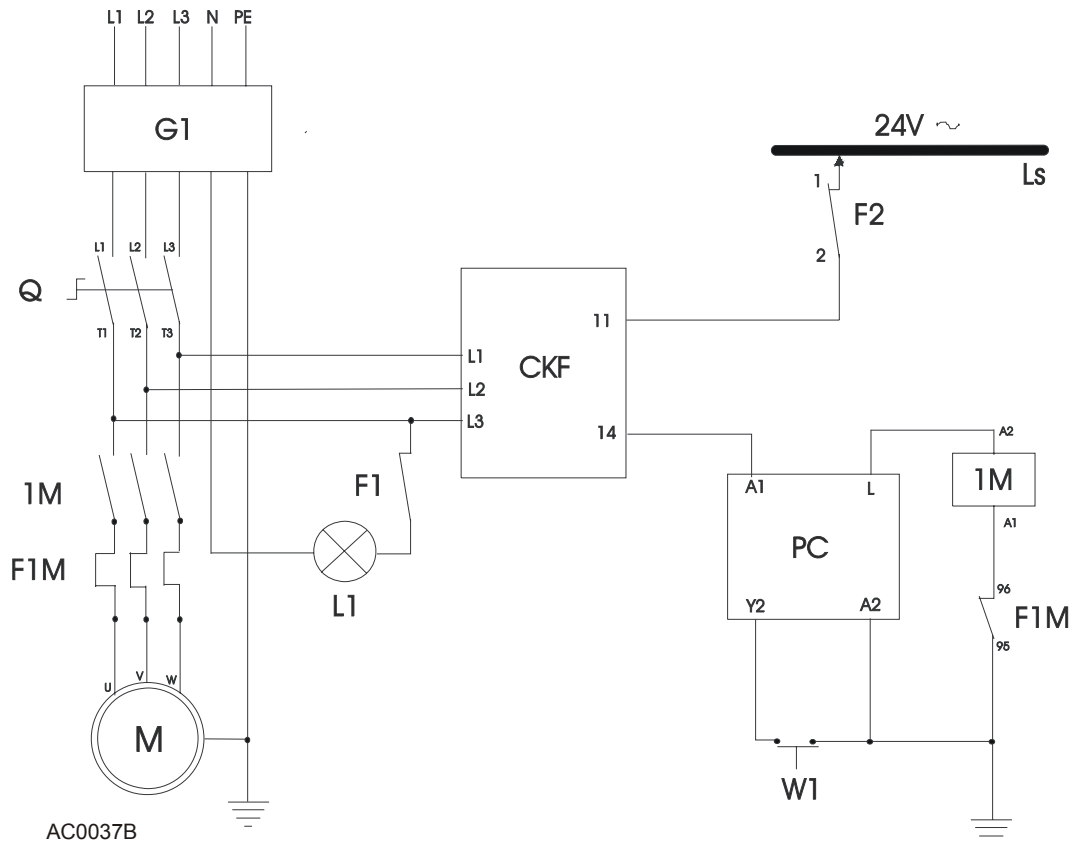 L1 L2 L3 N PE
G1
24V ~
Ls
1
F2
2
L1 L2 L3
Q
T1 T2 T3
11
L1
CKF
L2
L3
14
A2
1M
F1
A1 L
1M
A1
PC
F1M
96
L1
Y2 A2
F1M
95
U V W
M
W1
AC0037B